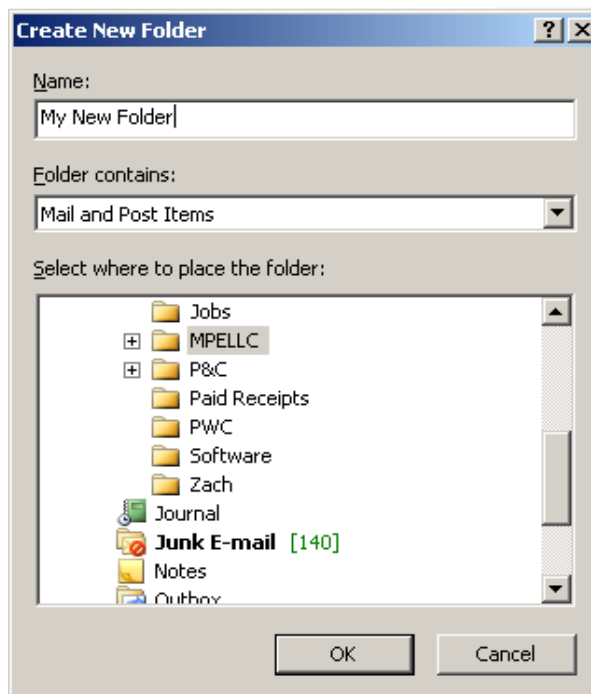 Create New Folder
Name:
My New Folder
Folder contains:
Mail and Post Items
Select where to place the folder:
Jobs
MPELLC
P&C
Paid Receipts
PWC
Software
Zach
Journal
Junk E-mail [140]
Notes
Outbox
OK Cancel